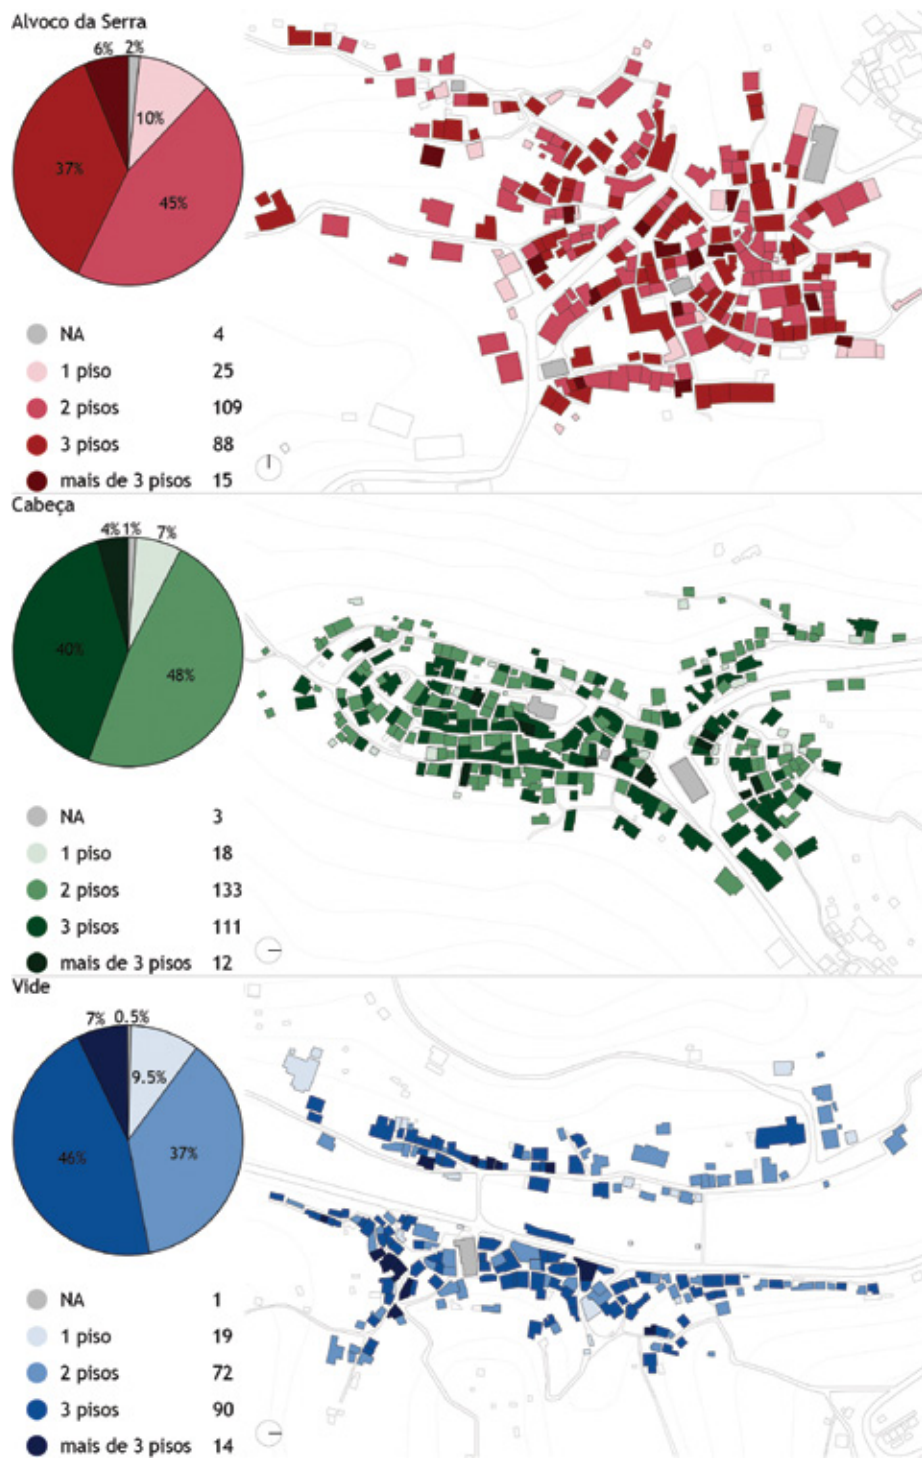 Alvoco da Serra
6% 2%
10%
37%
45%
NA 4
1 piso 25
2 pisos 109
3 pisos 88
mais de 3 pisos 15
Cabeça
4% 1% 7%
40%
48%
NA 3
1 piso 18
2 pisos 133
3 pisos 111
mais de 3 pisos 12
Vide
7% 0.5%
9.5%
46% 37%
NA 1
1 piso 19
2 pisos 72
3 pisos 90
mais de 3 pisos 14